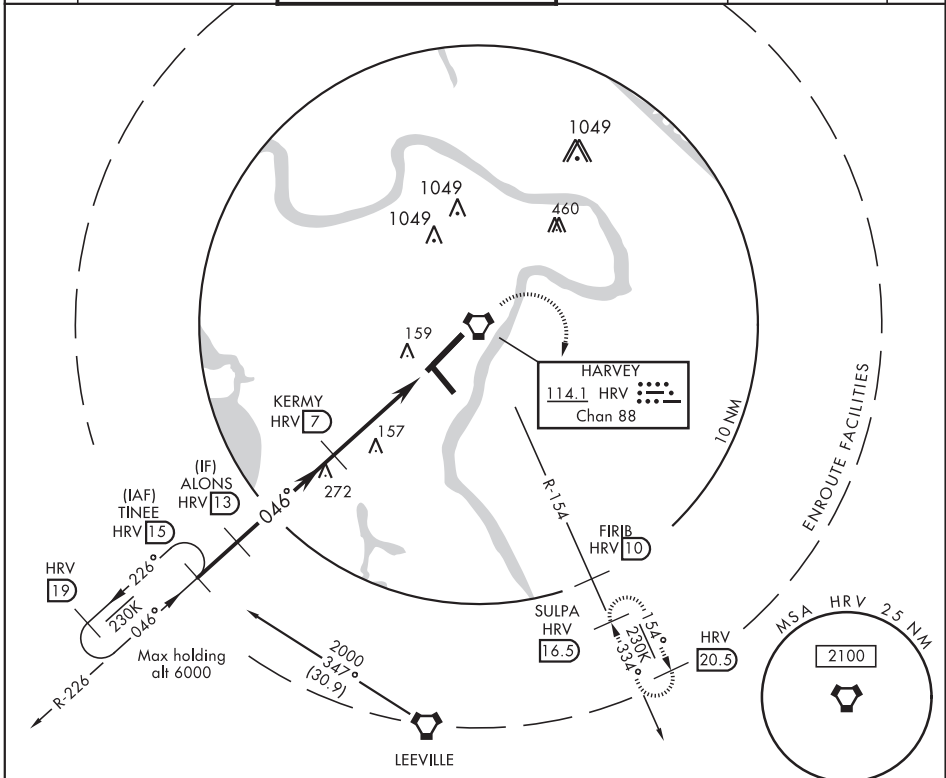 1049
1049
1049
460
159
HARVEY
114.1 HRV
Chan 88
KERMY
HRV 7
157
272
10 NM
ENROUTE FACILITIES
(IF)
ALONS
HRV 13
046°
(IAF)
TINEE
HRV 15
R-154
FIRIB
HRV 10
HRV
19
226°
230K
046°
SULPA
HRV
16.5
154°
230K
334°
HRV
20.5
MSA HRV 25 NM
2100
Max holding
alt 6000
2000
347°
(30.9)
R-226
LEEVILLE